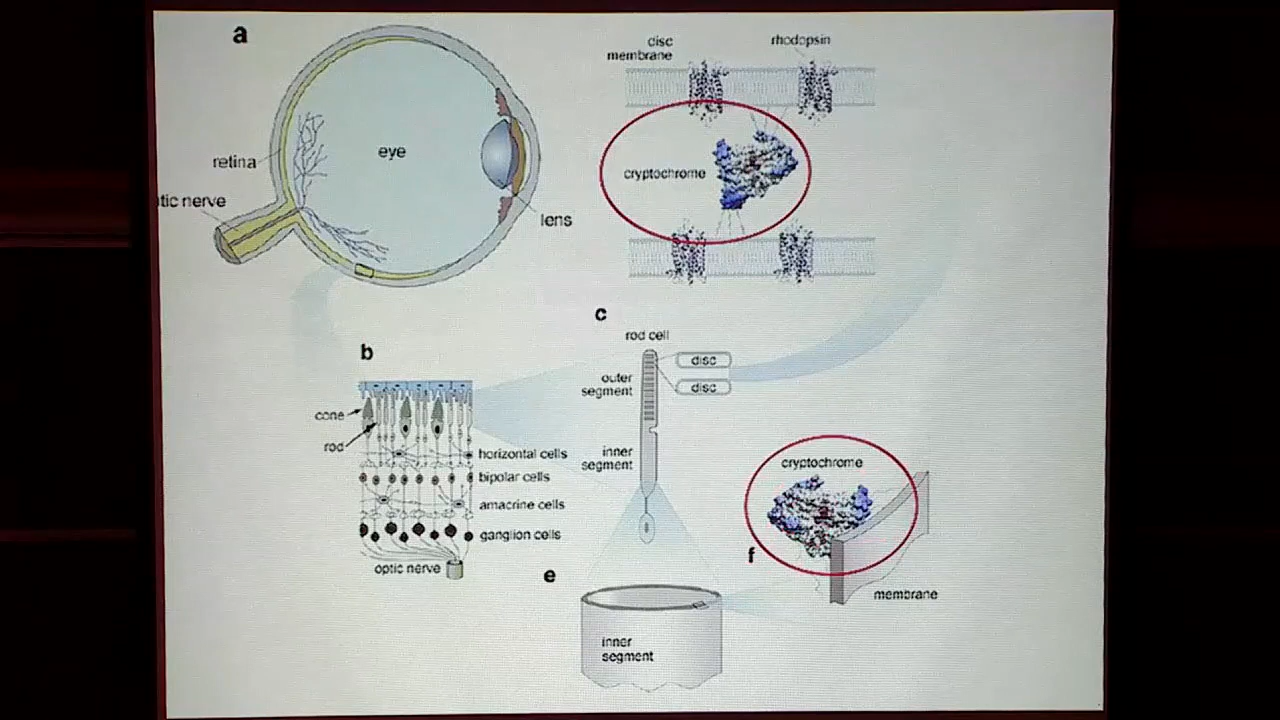 a
disc
membrane
rhodopsin
retina
eye
cryptochrome
tic nerve
lens
c
rod cell
b
disc
outer
segment
disc
cone
rod
inner
segment
horizontal cells
cryptochrome
bipolar cells
amacrine cells
ganglion cells
f
optic nerve
e
membrane
inner
segment